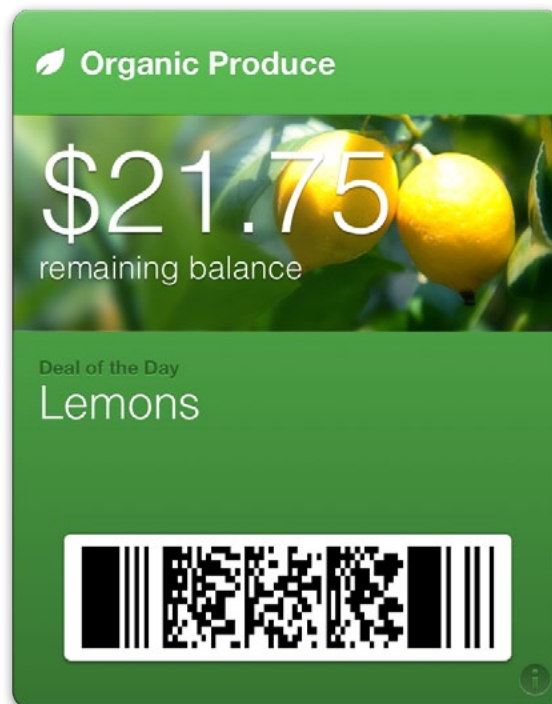 Organic Produce
$21.75
remaining balance
Deal of the Day
Lemons